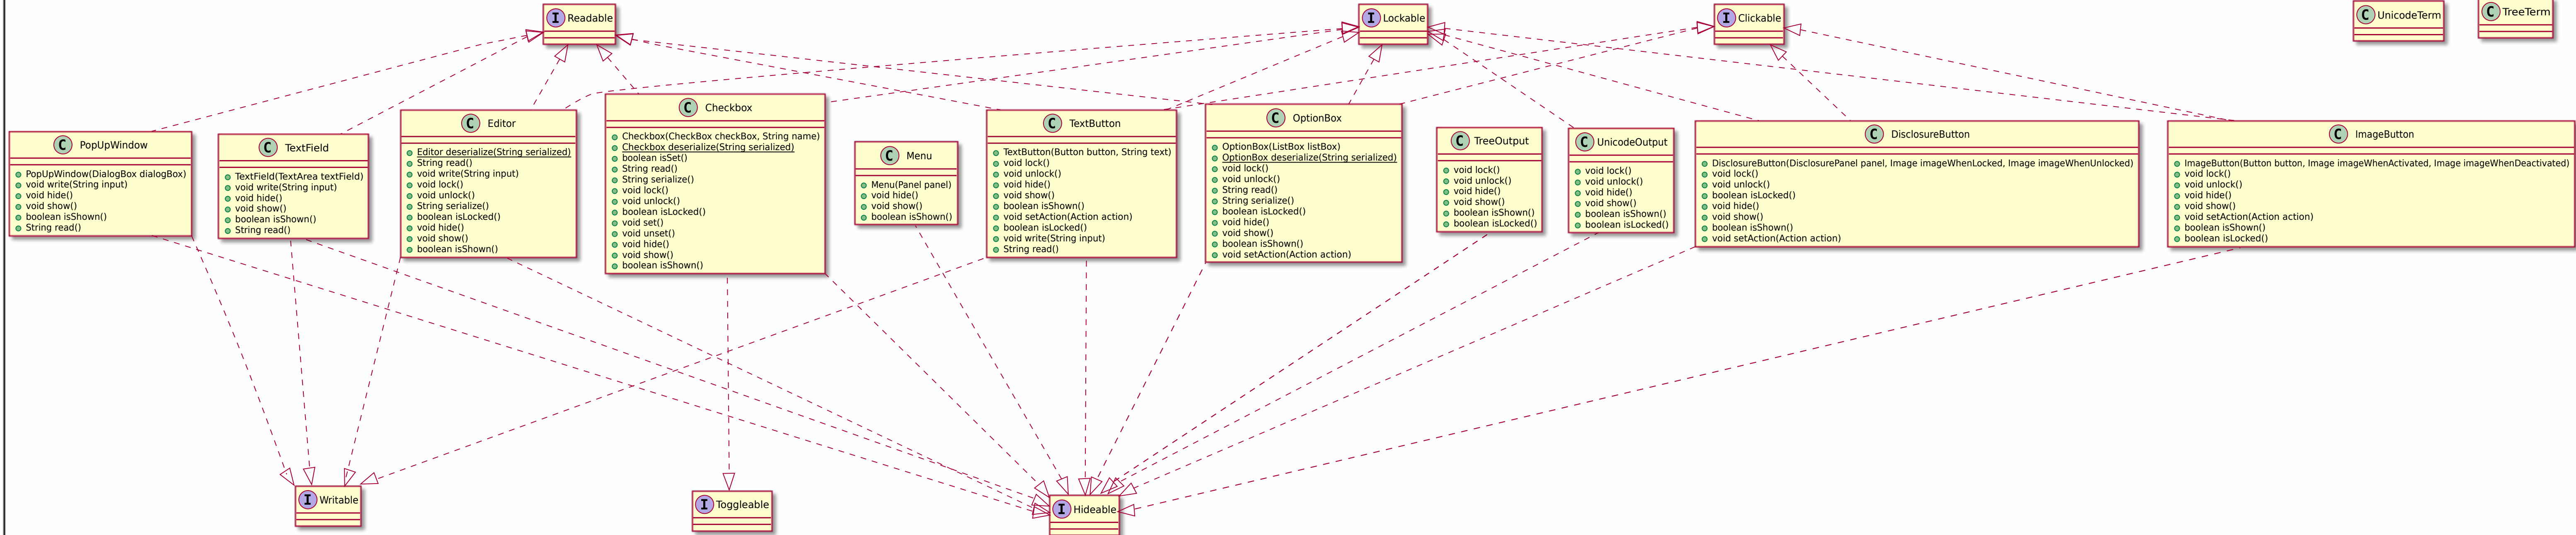 I Readable
I Lockable
I Clickable
C UnicodeTerm
C TreeTerm
C PopUpWindow
PopUpWindow(DialogBox dialogBox)
void write(String input)
void hide()
void show()
boolean isShown()
String read()
C TextField
TextField(TextArea textField)
void write(String input)
void hide()
void show()
boolean isShown()
String read()
C Editor
Editor deserialize(String serialized)
String read()
void write(String input)
void lock()
void unlock()
String serialize()
boolean isLocked()
void hide()
void show()
boolean isShown()
C Checkbox
Checkbox(CheckBox checkBox, String name)
Checkbox deserialize(String serialized)
boolean isSet()
String read()
String serialize()
void lock()
void unlock()
boolean isLocked()
void set()
void unset()
void hide()
void show()
boolean isShown()
C Menu
Menu(Panel panel)
void hide()
void show()
boolean isShown()
C TextButton
TextButton(Button button, String text)
void lock()
void unlock()
void hide()
void show()
boolean isShown()
void setAction(Action action)
boolean isLocked()
void write(String input)
String read()
C OptionBox
OptionBox(ListBox listBox)
OptionBox deserialize(String serialized)
void lock()
void unlock()
String read()
String serialize()
boolean isLocked()
void hide()
void show()
boolean isShown()
void setAction(Action action)
C TreeOutput
void lock()
void unlock()
void hide()
void show()
boolean isShown()
boolean isLocked()
C UnicodeOutput
void lock()
void unlock()
void hide()
void show()
boolean isShown()
boolean isLocked()
C DisclosureButton
DisclosureButton(DisclosurePanel panel, Image imageWhenLocked, Image imageWhenUnlocked)
void lock()
void unlock()
boolean isLocked()
void hide()
void show()
boolean isShown()
void setAction(Action action)
C ImageButton
ImageButton(Button button, Image imageWhenActivated, Image imageWhenDeactivated)
void lock()
void unlock()
void hide()
void show()
void setAction(Action action)
boolean isShown()
boolean isLocked()
I Writable
I Toggleable
I Hideable